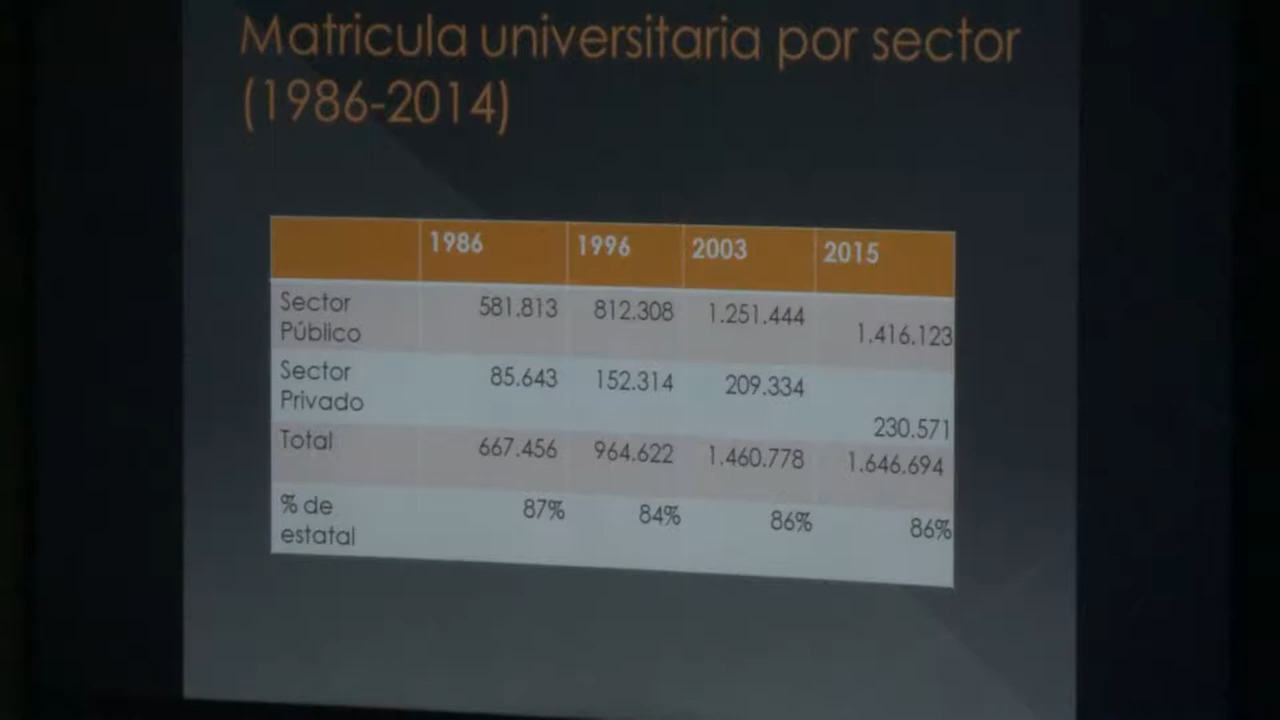 Matricula universitaria por sector
(1986-2014)
1986 1996 2003 2015
Sector Público 581.813 812.308 1.251.444 1.416.123
Sector Privado 85.643 152.314 209.334 230.571
Total 667.456 964.622 1.460.778 1.646.694
% de estatal 87% 84% 86% 86%